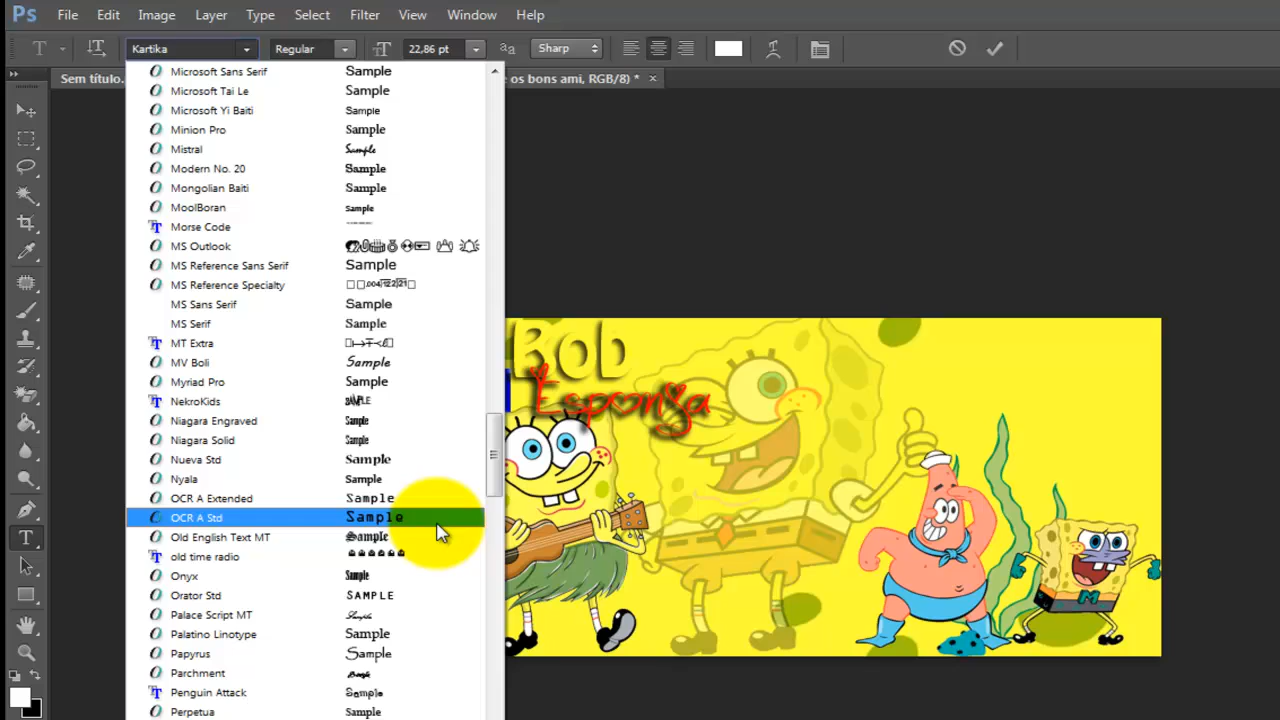 Ps File Edit Image Layer Type Select Filter View Window Help
T Kartika Regular T 22,86 pt aa Sharp
Sem título. e os bons ami, RGB/8) * ×
Microsoft Sans Serif Sample
Microsoft Tai Le Sample
Microsoft Yi Baiti Sample
Minion Pro Sample
Mistral Sample
Modern No. 20 Sample
Mongolian Baiti Sample
MoolBoran Sample
Morse Code
MS Outlook
MS Reference Sans Serif Sample
MS Reference Specialty
MS Sans Serif Sample
MS Serif Sample
MT Extra
MV Boli Sample
Myriad Pro Sample
NekroKids SAMPLE
Niagara Engraved Sample
Niagara Solid Sample
Nueva Std Sample
Nyala Sample
OCR A Extended Sample
OCR A Std Sample
Old English Text MT Sample
old time radio
Onyx Sample
Orator Std SAMPLE
Palace Script MT Sample
Palatino Linotype Sample
Papyrus Sample
Parchment
Penguin Attack Sample
Perpetua Sample
Bob
Esponja
M